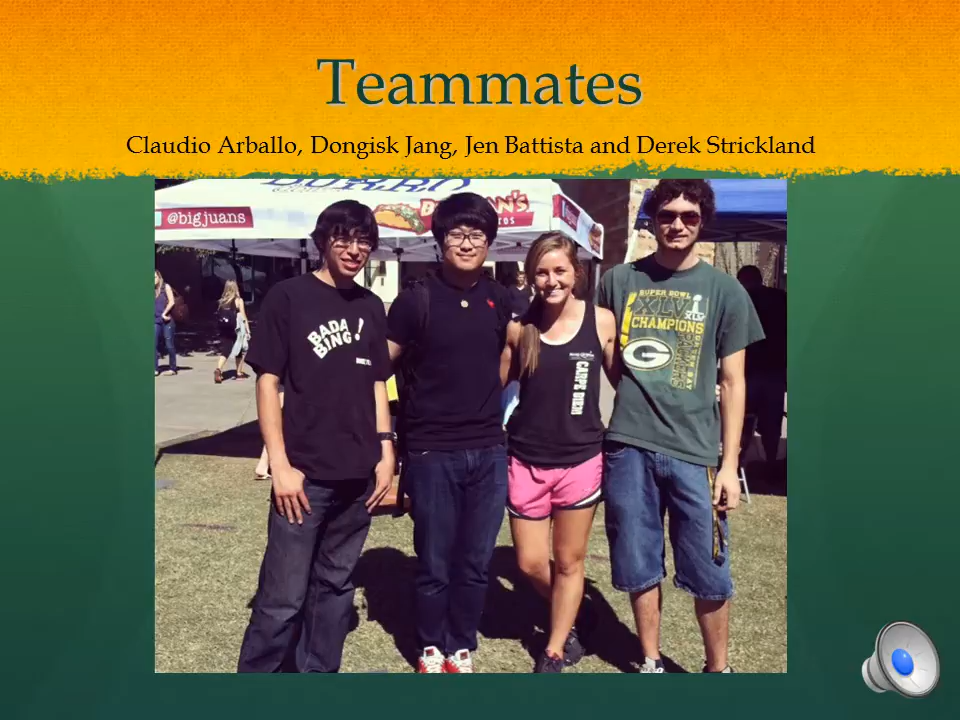 Teammates
Claudio Arballo, Dongisk Jang, Jen Battista and Derek Strickland
@bigjuans
BADA
BING!
SUPER BOWL
XLV
CHAMPIONS
G
CARPE DIEM